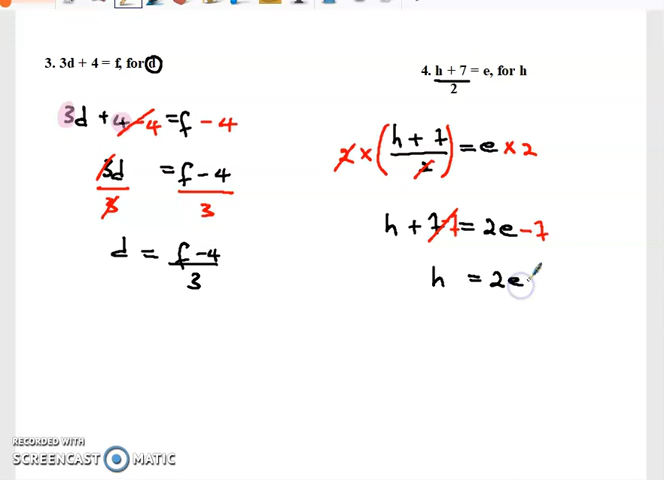 3. 3d + 4 = f, for d
3d + 4 - 4 = f - 4
3d = f - 4
3 3
d = f - 4
3
4. h + 7 = e, for h
2
2 × (h + 7) = e × 2
2
h + 7 - 7 = 2e - 7
h = 2e
RECORDED WITH
SCREENCAST MATIC